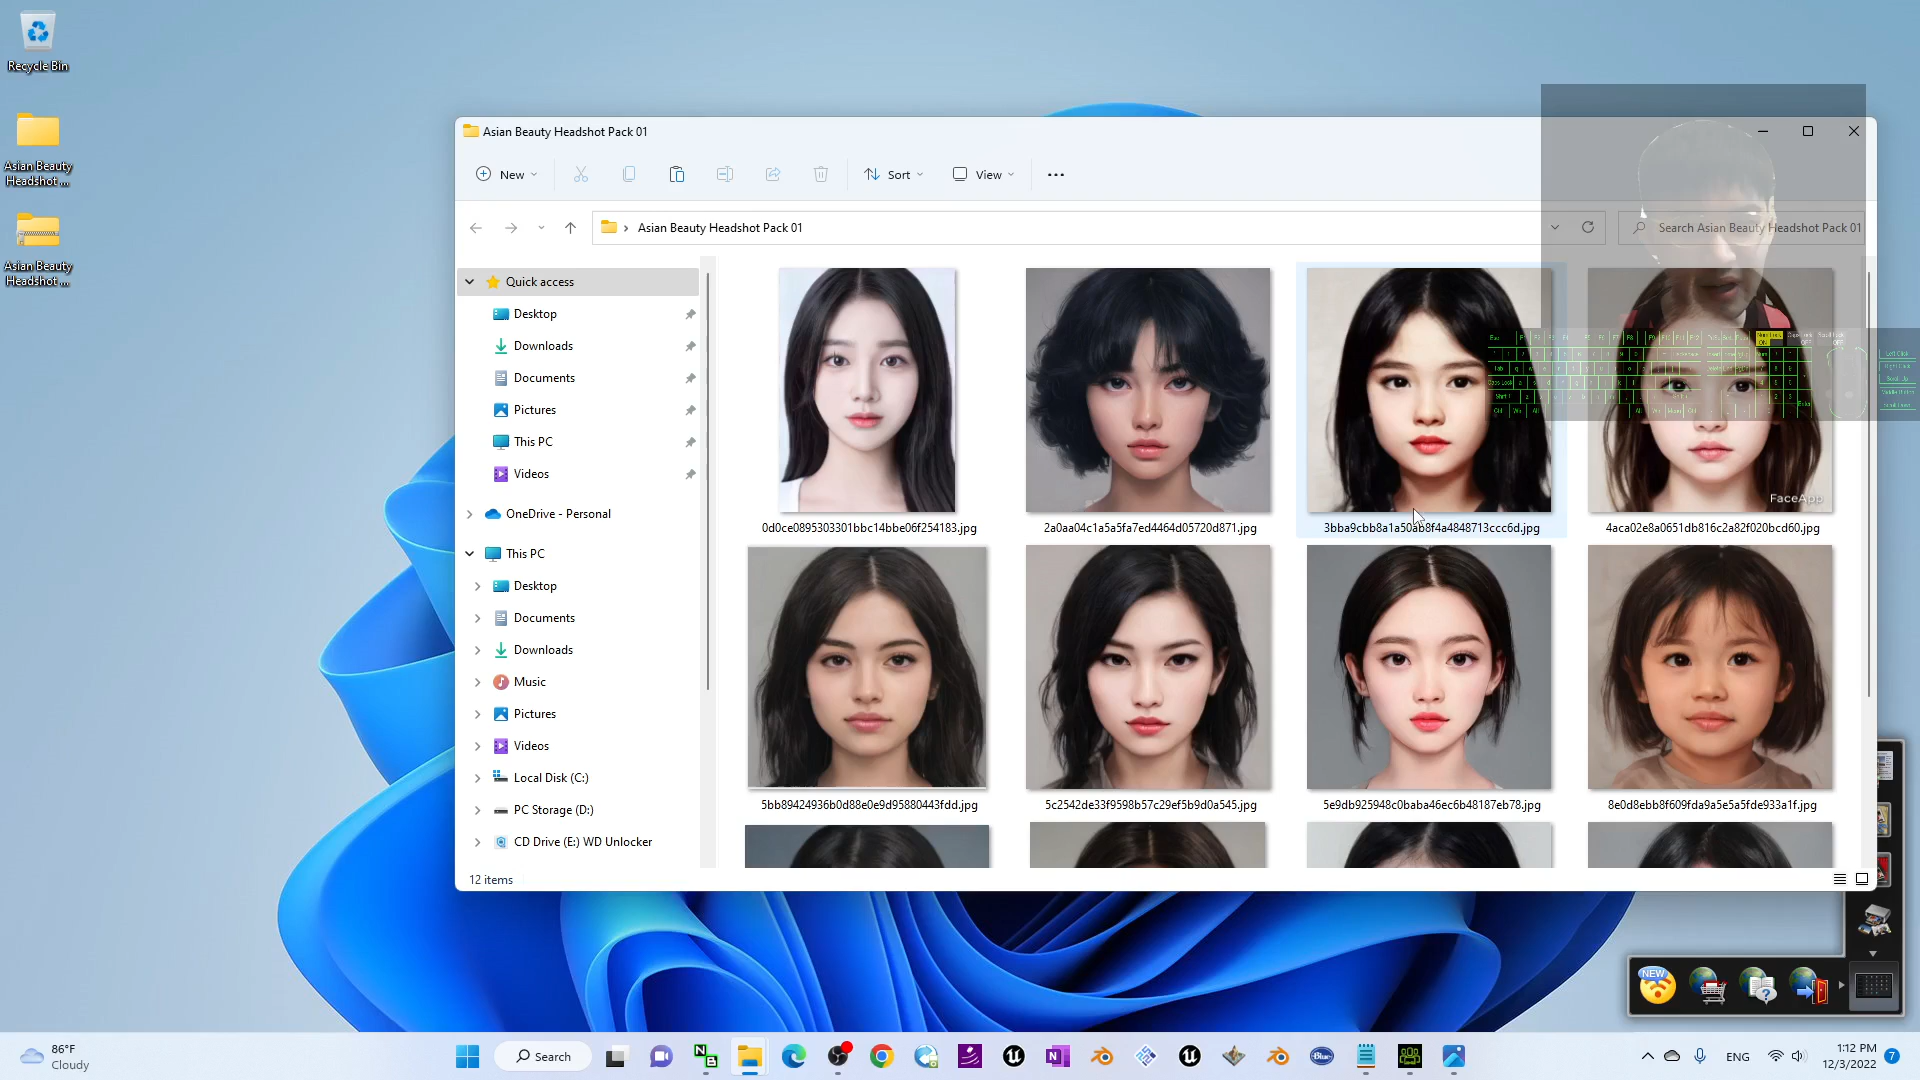 Recycle Bin
Asian Beauty
Headshot ...
Asian Beauty
Headshot ...
Asian Beauty Headshot Pack 01
New
Sort
View
Asian Beauty Headshot Pack 01
Search Asian Beauty Headshot Pack 01
Quick access
Desktop
Downloads
Documents
Pictures
This PC
Videos
OneDrive - Personal
This PC
Desktop
Documents
Downloads
Music
Pictures
Videos
Local Disk (C:)
PC Storage (D:)
CD Drive (E:) WD Unlocker
FaceApp
0d0ce0895303301bbc14bbe06f254183.jpg
2a0aa04c1a5a5fa7ed4464d05720d871.jpg
3bba9cbb8a1a50ab8f4a4848713ccc6d.jpg
4aca02e8a0651db816c2a82f020bcd60.jpg
5bb89424936b0d88e0e9d95880443fdd.jpg
5c2542de33f9598b57c29ef5b9d0a545.jpg
5e9db925948c0baba46ec6b48187eb78.jpg
8e0d8ebb8f609fda9a5e5a5fde933a1f.jpg
12 items
NEW
86°F
Cloudy
Search
ENG
1:12 PM
12/3/2022
7